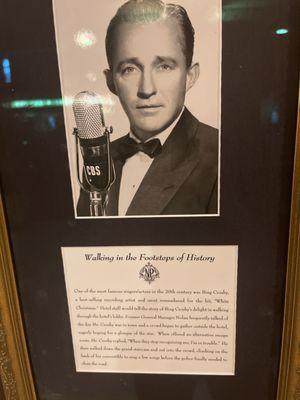 CBS
Walking in the Footsteps of History
NP
One of the most famous singers/actors in the 20th century was Bing Crosby,
a best-selling recording artist and most remembered for the hit, "White
Christmas." Hotel staff would tell the story of Bing Crosby's delight in walking
through the hotel's lobby. Former General Manager Nolan frequently talked of
the day Mr. Crosby was in town and a crowd began to gather outside the hotel,
eagerly hoping for a glimpse of the star. When offered an alternative escape
route, Mr. Crosby replied, "When they stop recognizing me, I'm in trouble." He
then walked down the grand staircase and out into the crowd, climbing on the
back of his convertible to sing a few songs before the police finally needed to
clear the road.